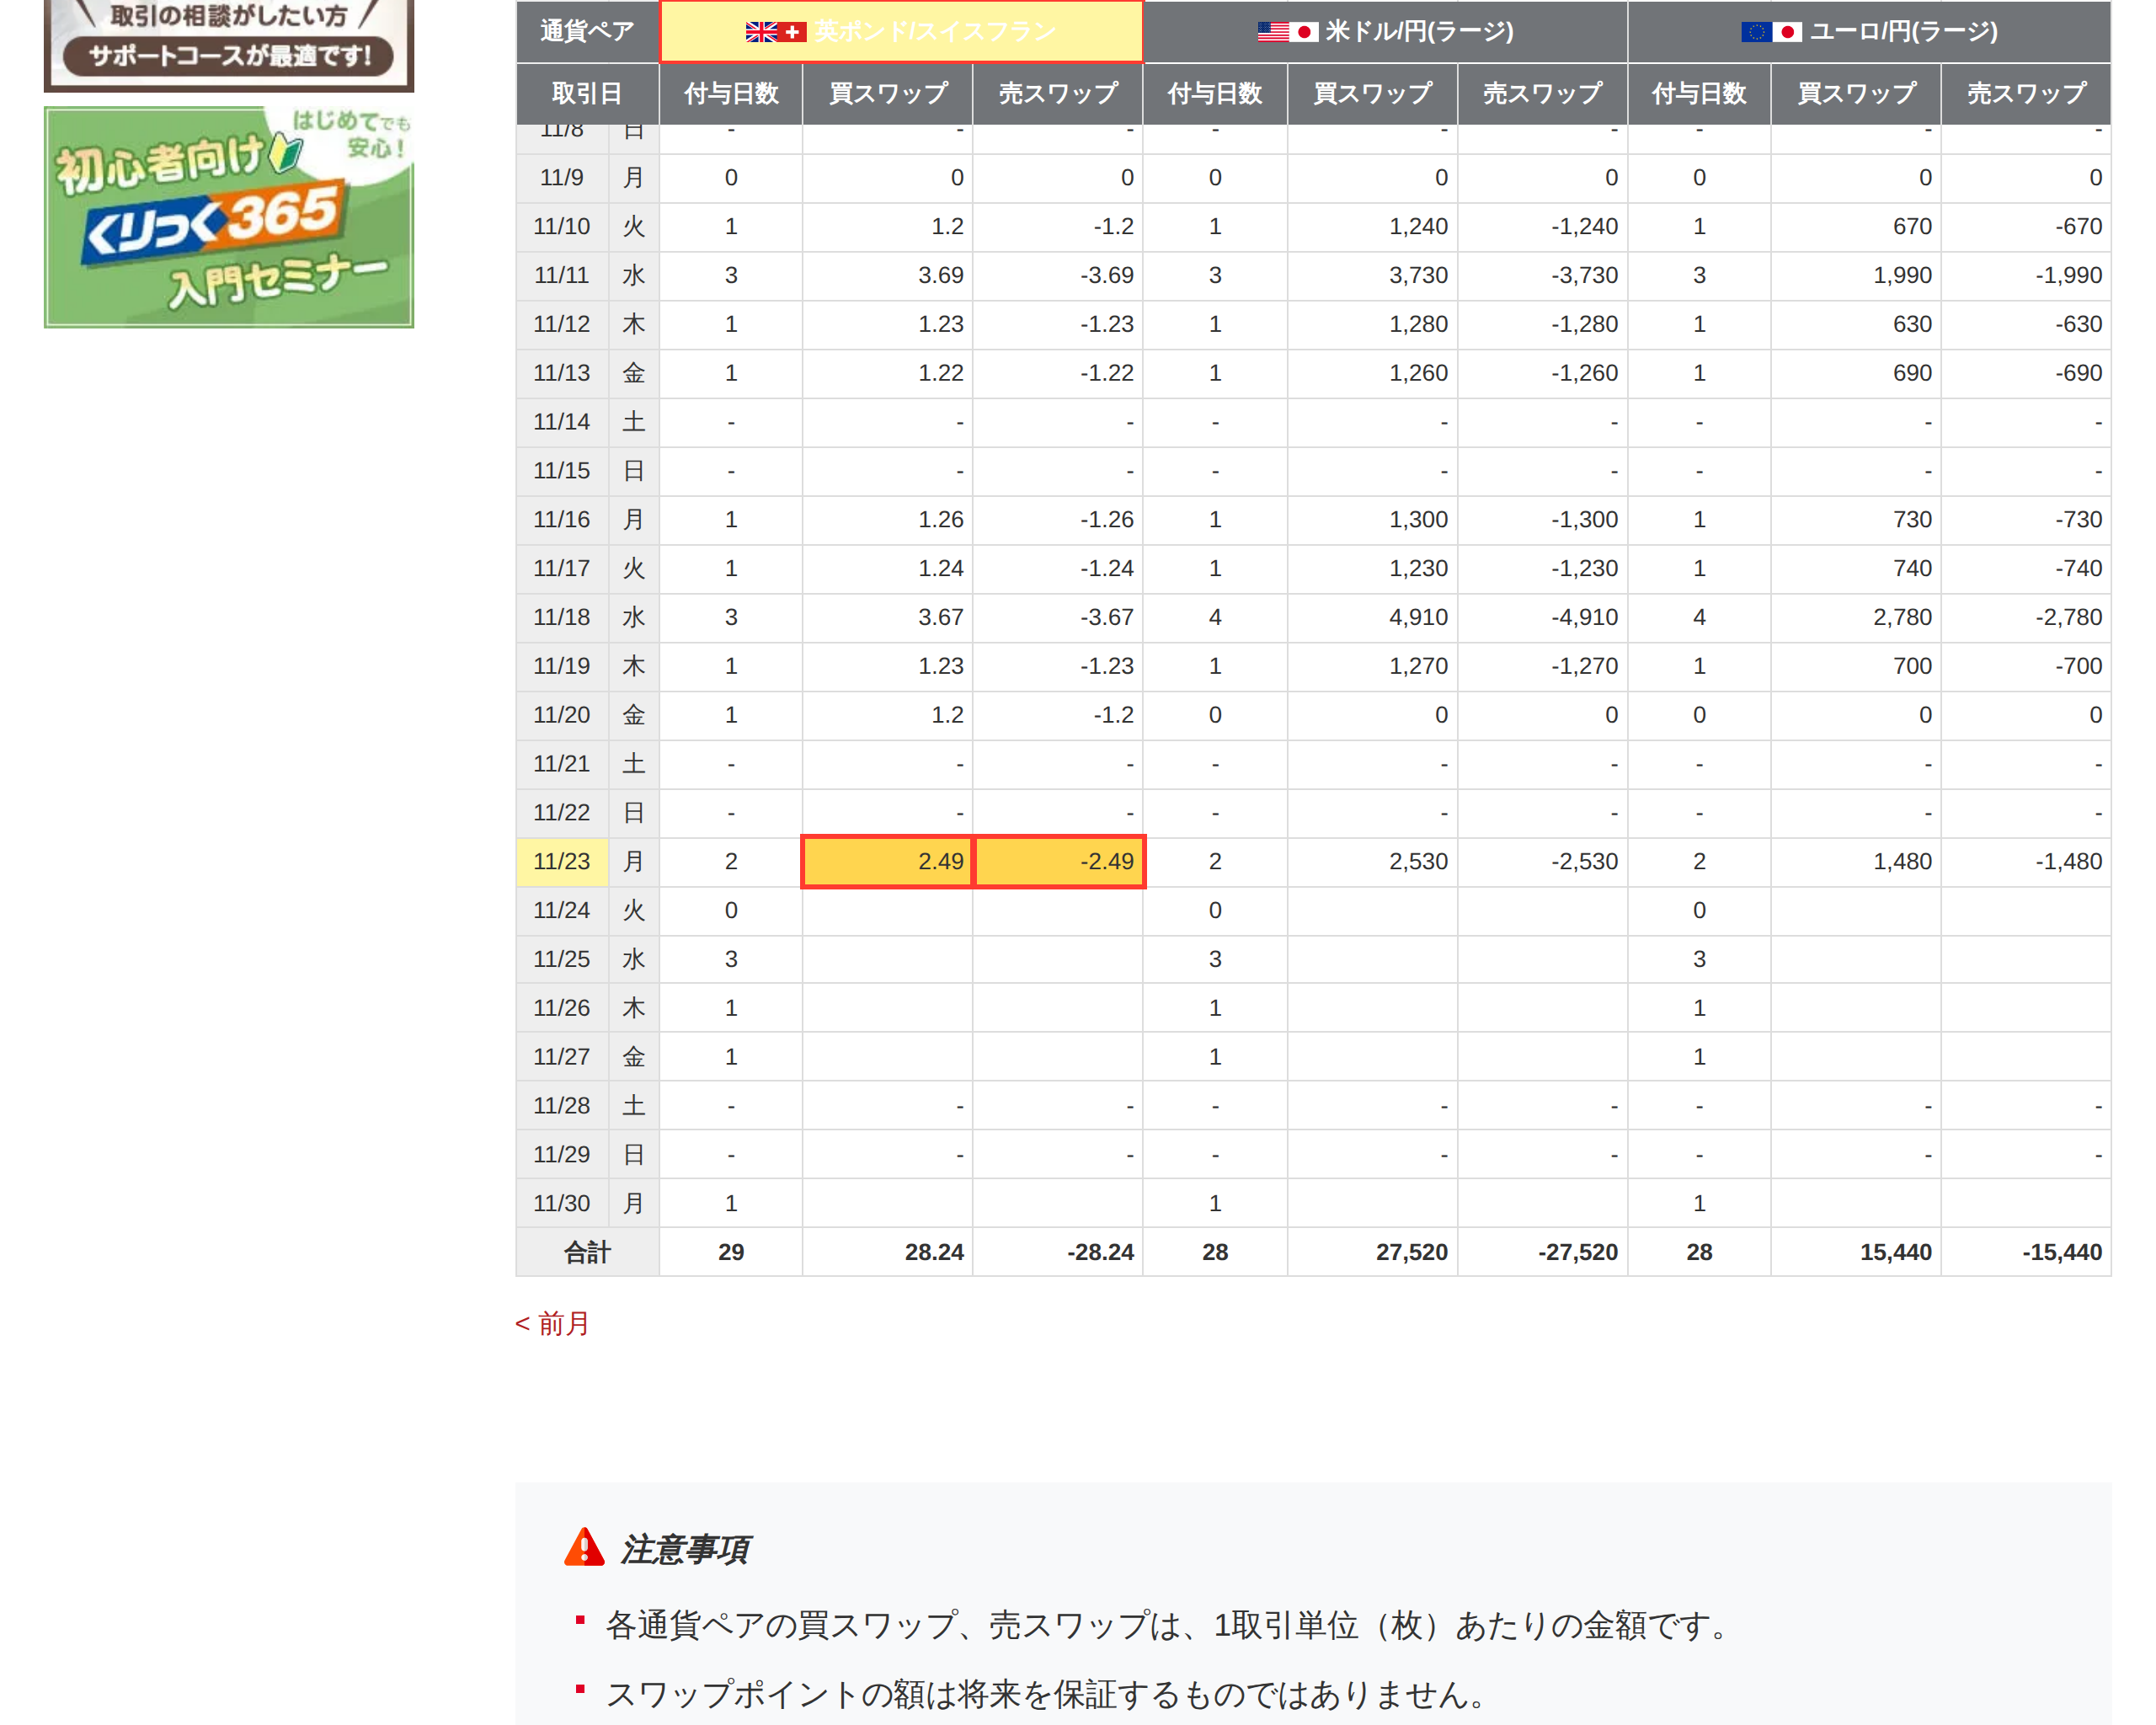 取引の相談がしたい方
サポートコースが最適です!
はじめてでも
安心!
初心者向け
くりっく365
入門セミナー
通貨ペア 英ポンド/スイスフラン 米ドル/円(ラージ) ユーロ/円(ラージ)
取引日 付与日数 買スワップ 売スワップ 付与日数 買スワップ 売スワップ 付与日数 買スワップ 売スワップ
11/8 日 - - - - - - - - -
11/9 月 0 0 0 0 0 0 0 0 0
11/10 火 1 1.2 -1.2 1 1,240 -1,240 1 670 -670
11/11 水 3 3.69 -3.69 3 3,730 -3,730 3 1,990 -1,990
11/12 木 1 1.23 -1.23 1 1,280 -1,280 1 630 -630
11/13 金 1 1.22 -1.22 1 1,260 -1,260 1 690 -690
11/14 土 - - - - - - - - -
11/15 日 - - - - - - - - -
11/16 月 1 1.26 -1.26 1 1,300 -1,300 1 730 -730
11/17 火 1 1.24 -1.24 1 1,230 -1,230 1 740 -740
11/18 水 3 3.67 -3.67 4 4,910 -4,910 4 2,780 -2,780
11/19 木 1 1.23 -1.23 1 1,270 -1,270 1 700 -700
11/20 金 1 1.2 -1.2 0 0 0 0 0 0
11/21 土 - - - - - - - - -
11/22 日 - - - - - - - - -
11/23 月 2 2.49 -2.49 2 2,530 -2,530 2 1,480 -1,480
11/24 火 0 0 0
11/25 水 3 3 3
11/26 木 1 1 1
11/27 金 1 1 1
11/28 土 - - - - - - - - -
11/29 日 - - - - - - - - -
11/30 月 1 1 1
合計 29 28.24 -28.24 28 27,520 -27,520 28 15,440 -15,440
< 前月
注意事項
各通貨ペアの買スワップ、売スワップは、1取引単位（枚）あたりの金額です。
スワップポイントの額は将来を保証するものではありません。